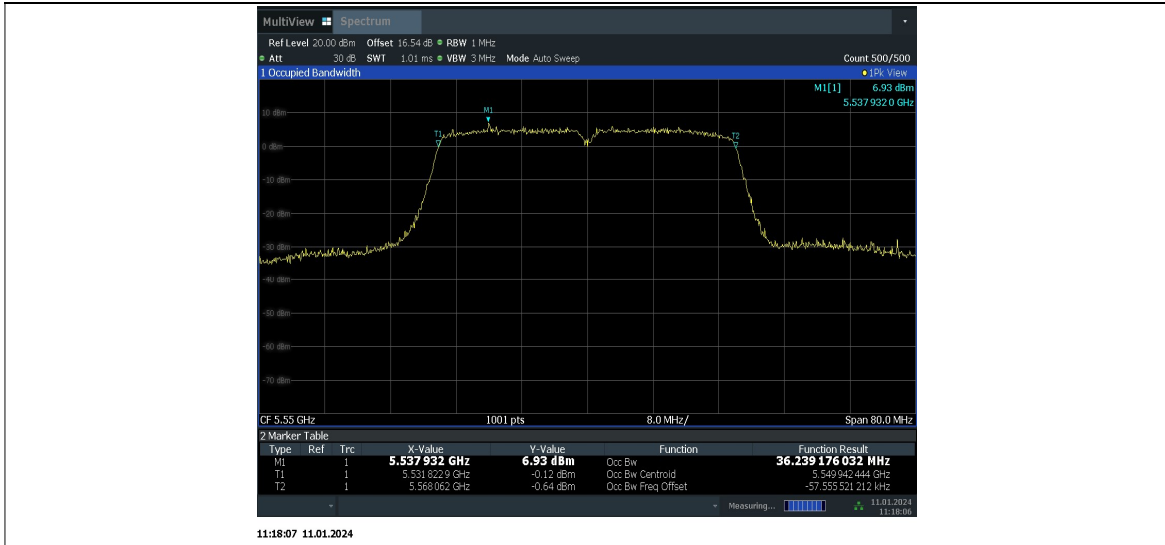 MultiView Spectrum
Ref Level 20.00 dBm Offset 16.54 dB RBW 1 MHz
Att 30 dB SWT 1.01 ms VBW 3 MHz Mode Auto Sweep Count 500/500
1 Occupied Bandwidth 1Pk View
M1[1] 6.93 dBm
5.537 932 0 GHz
M1
10 dBm
T1
T2
0 dBm
-10 dBm
-20 dBm
-30 dBm
-40 dBm
-50 dBm
-60 dBm
-70 dBm
CF 5.55 GHz 1001 pts 8.0 MHz/ Span 80.0 MHz
2 Marker Table
Type Ref Trc X-Value Y-Value Function Function Result
M1 1 5.537 932 GHz 6.93 dBm Occ Bw 36.239 176 032 MHz
T1 1 5.531 822 9 GHz -0.12 dBm Occ Bw Centroid 5.549 942 444 GHz
T2 1 5.568 062 GHz -0.64 dBm Occ Bw Freq Offset -57.555 521 212 kHz
Measuring... 11.01.2024
11:18:06
11:18:07 11.01.2024